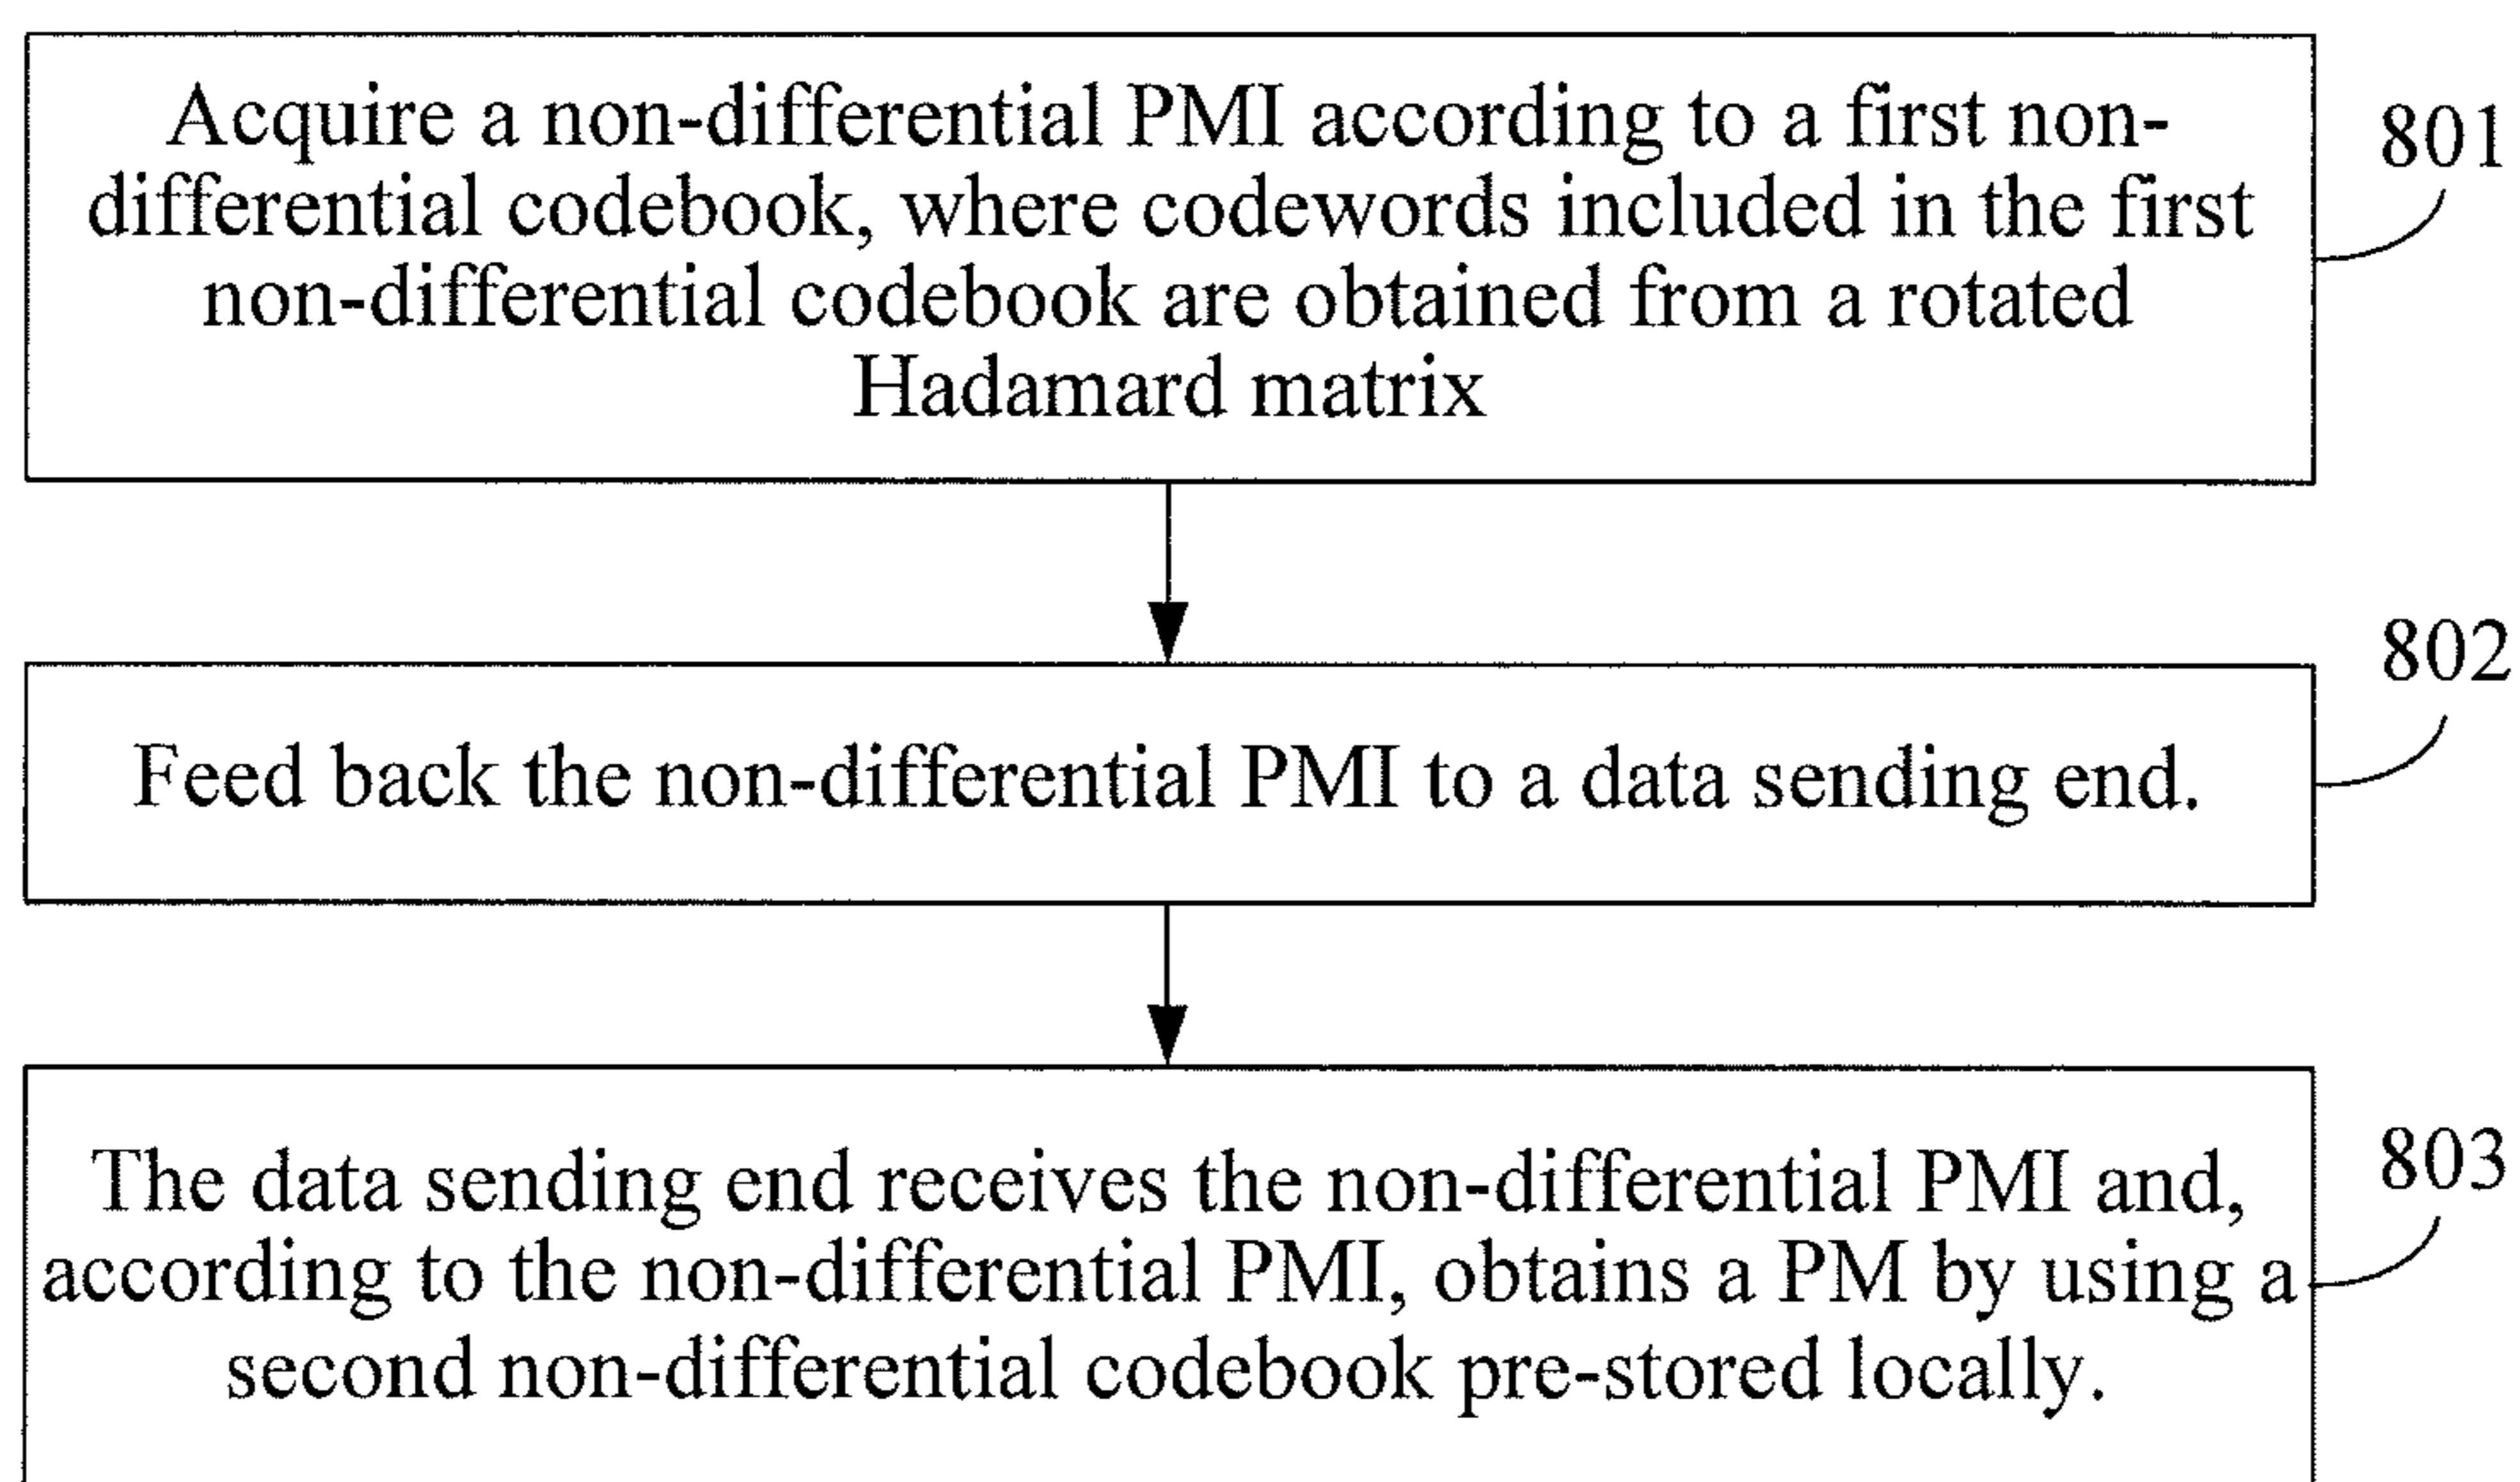 Acquire a non-differential PMI according to a first non-
differential codebook, where codewords included in the first
non-differential codebook are obtained from a rotated
Hadamard matrix
801
Feed back the non-differential PMI to a data sending end.
802
The data sending end receives the non-differential PMI and,
according to the non-differential PMI, obtains a PM by using a
second non-differential codebook pre-stored locally.
803